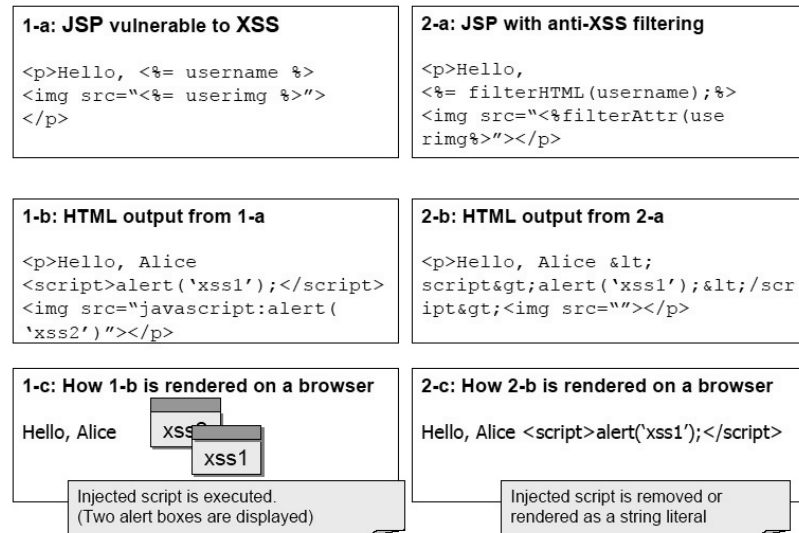 1-a: JSP vulnerable to XSS
<p>Hello, <%= username %>
<img src=“<%= userimg %>”>
</p>
2-a: JSP with anti-XSS filtering
<p>Hello,
<%= filterHTML(username);%>
<img src=“<%filterAttr(use
rimg%>”></p>
1-b: HTML output from 1-a
<p>Hello, Alice
<script>alert(‘xss1’);</script>
<img src=“javascript:alert(
‘xss2’)”></p>
2-b: HTML output from 2-a
<p>Hello, Alice &lt;
script&gt;alert(‘xss1’);&lt;/scr
ipt&gt;<img src=“”></p>
1-c: How 1-b is rendered on a browser
Hello, Alice
xss2
xss1
Injected script is executed.
(Two alert boxes are displayed)
2-c: How 2-b is rendered on a browser
Hello, Alice <script>alert(‘xss1’);</script>
Injected script is removed or
rendered as a string literal